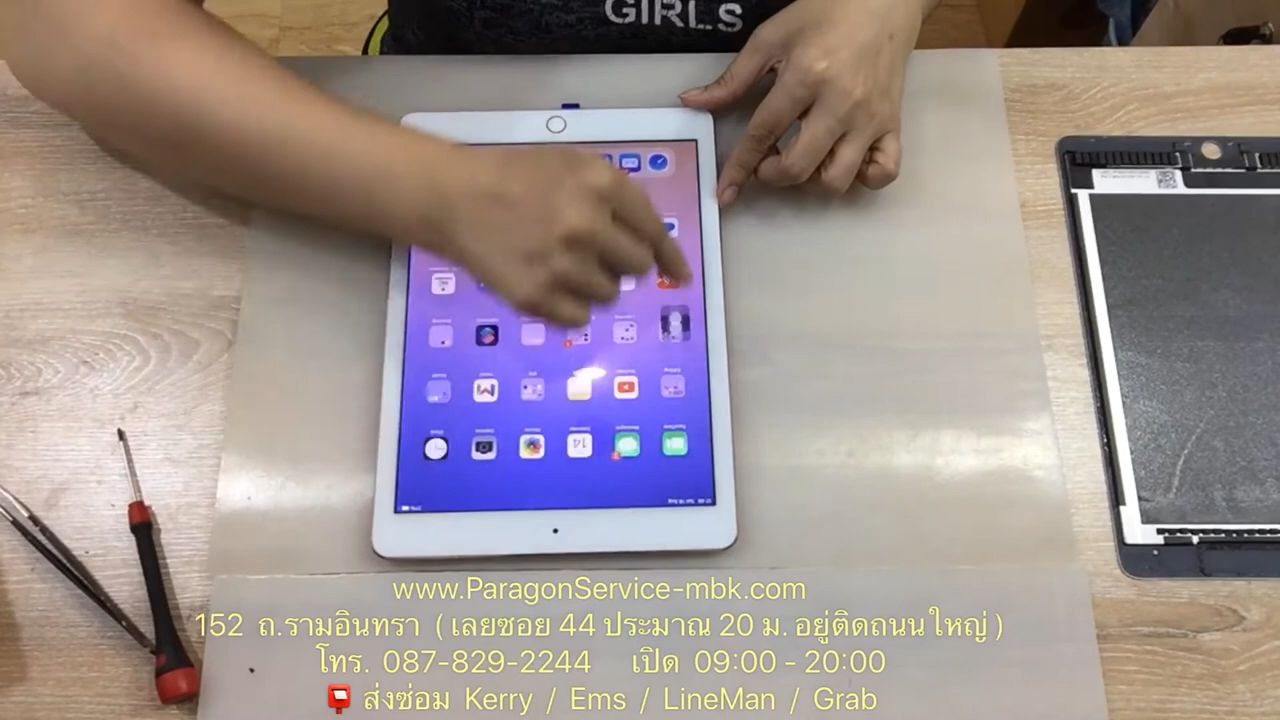 GIRLS
www.ParagonService-mbk.com
152 ถ.รามอินทรา ( เลยซอย 44 ประมาณ 20 ม. อยู่ติดถนนใหญ่ )
โทร. 087-829-2244 เปิด 09:00 - 20:00
📮 ส่งซ่อม Kerry / Ems / LineMan / Grab